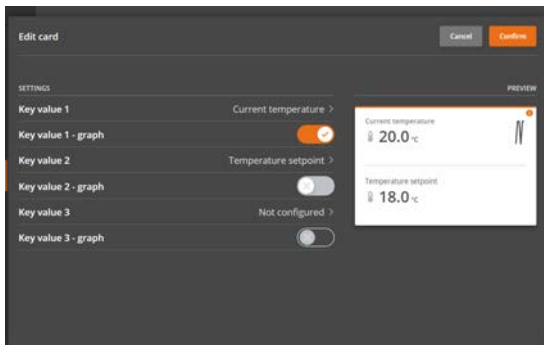 Edit card
Cancel
Confirm
SETTINGS
PREVIEW
Key value 1
Current temperature >
Key value 1 - graph
Key value 2
Temperature setpoint >
Key value 2 - graph
Key value 3
Not configured >
Key value 3 - graph
Current temperature
20.0 °C
Temperature setpoint
18.0 °C